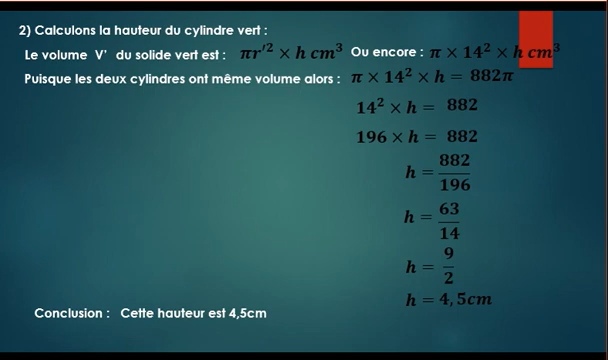 2) Calculons la hauteur du cylindre vert :
Le volume V' du solide vert est : πr'² × h cm³ Ou encore : π × 14² × h cm³
Puisque les deux cylindres ont même volume alors : π × 14² × h = 882π
14² × h = 882
196 × h = 882
h = 882/196
h = 63/14
h = 9/2
h = 4,5cm
Conclusion : Cette hauteur est 4,5cm